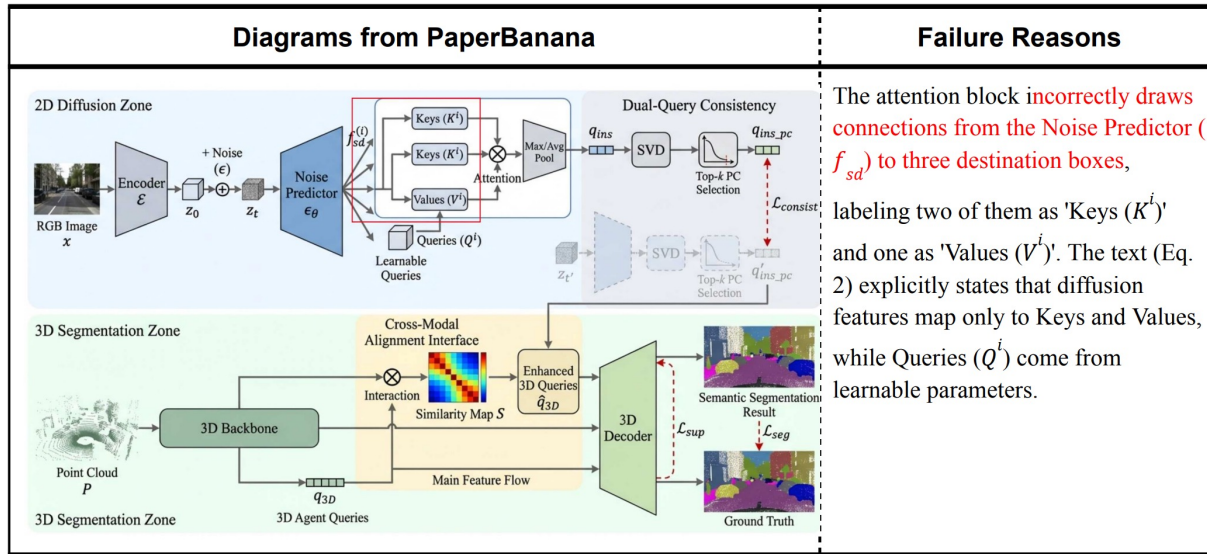 Diagrams from PaperBanana
Failure Reasons
2D Diffusion Zone
RGB Image
x
Encoder
ℰ
z₀
+ Noise
(ϵ)
z_t
Noise
Predictor
ϵ_θ
f_sd^(i)
Keys (K^i)
Keys (K^i)
Values (V^i)
Attention
Max/Avg
Pool
Queries (Q^i)
Learnable
Queries
Dual-Query Consistency
q_ins
SVD
Top-k PC
Selection
q_ins_pc
ℒ_consist
z_t'
SVD
Top-k PC
Selection
q'_ins_pc
3D Segmentation Zone
Point Cloud
P
3D Backbone
q_3D
3D Agent Queries
Cross-Modal
Alignment Interface
Interaction
Similarity Map S
Enhanced
3D Queries
q̂_3D
Main Feature Flow
3D
Decoder
ℒ_sup
Semantic Segmentation
Result
ℒ_seg
Ground Truth
3D Segmentation Zone
The attention block incorrectly draws
connections from the Noise Predictor (
f_sd) to three destination boxes,
labeling two of them as 'Keys (K^i)'
and one as 'Values (V^i)'. The text (Eq.
2) explicitly states that diffusion
features map only to Keys and Values,
while Queries (Q^i) come from
learnable parameters.